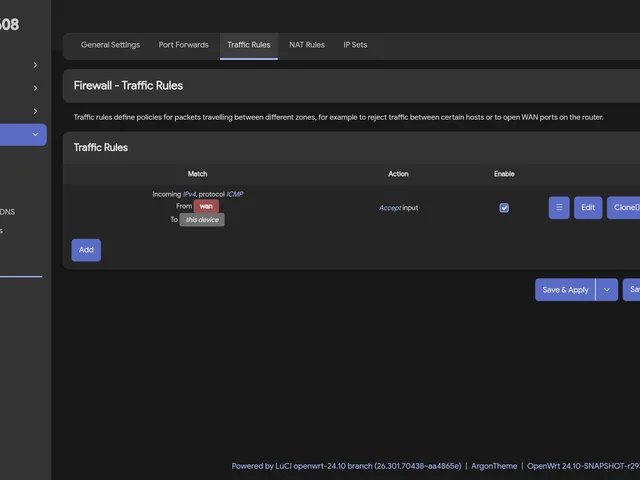 608
General Settings Port Forwards Traffic Rules NAT Rules IP Sets
Firewall - Traffic Rules
Traffic rules define policies for packets travelling between different zones, for example to reject traffic between certain hosts or to open WAN ports on the router.
Traffic Rules
Match Action Enable
Incoming IPv4, protocol ICMP
From wan
To this device
Accept input
Edit Clone
DNS
s
Add
Save & Apply Sa
Powered by LuCI openwrt-24.10 branch (26.301.70438~aa4865e) | ArgonTheme | OpenWrt 24.10-SNAPSHOT-r29